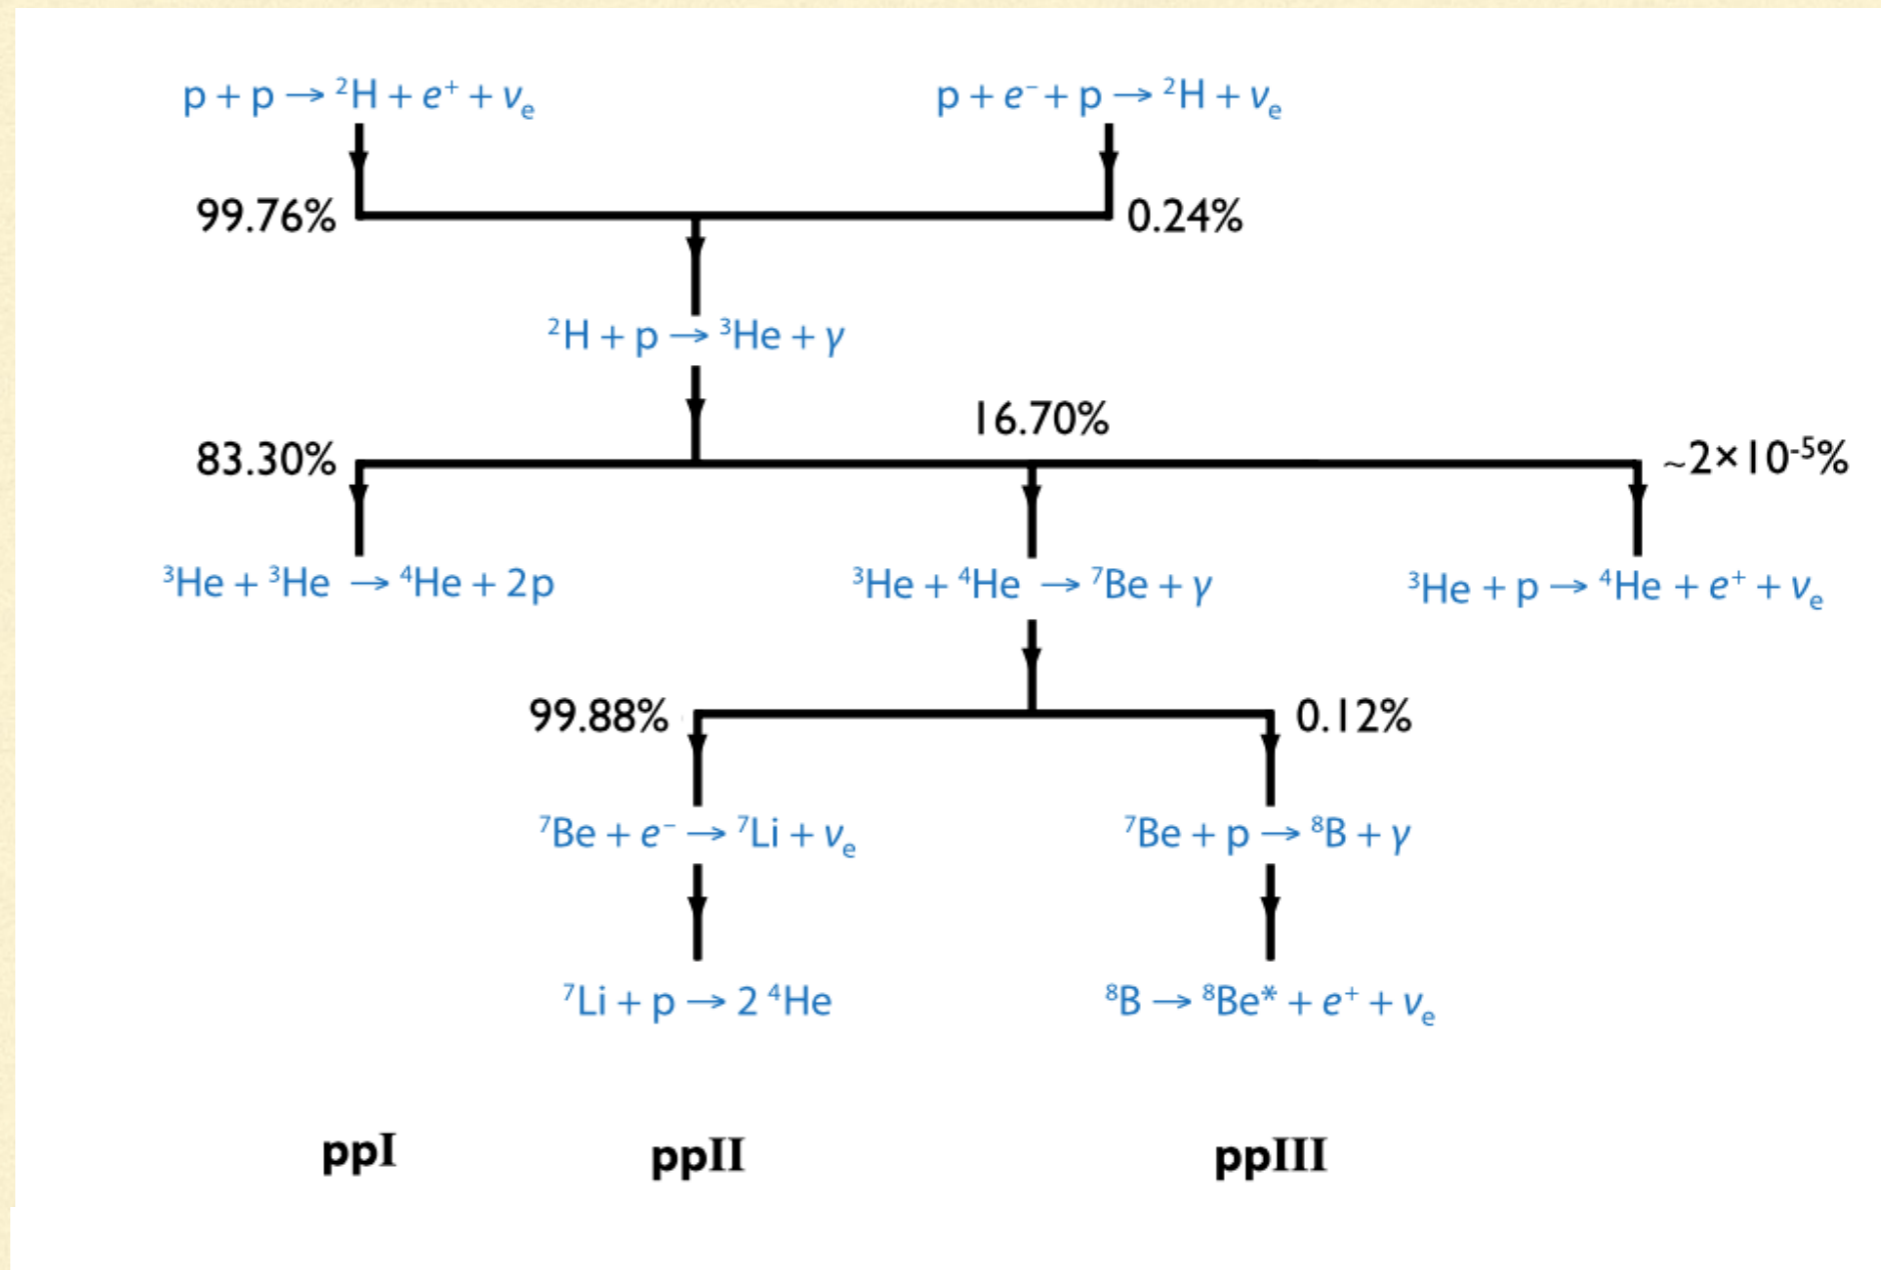 p + p → ²H + e⁺ + νₑ
p + e⁻ + p → ²H + νₑ
99.76%
0.24%
²H + p → ³He + γ
16.70%
83.30%
~2×10⁻⁵%
³He + ³He → ⁴He + 2p
³He + ⁴He → ⁷Be + γ
³He + p → ⁴He + e⁺ + νₑ
99.88%
0.12%
⁷Be + e⁻ → ⁷Li + νₑ
⁷Be + p → ⁸B + γ
⁷Li + p → 2 ⁴He
⁸B → ⁸Be* + e⁺ + νₑ
ppI
ppII
ppIII